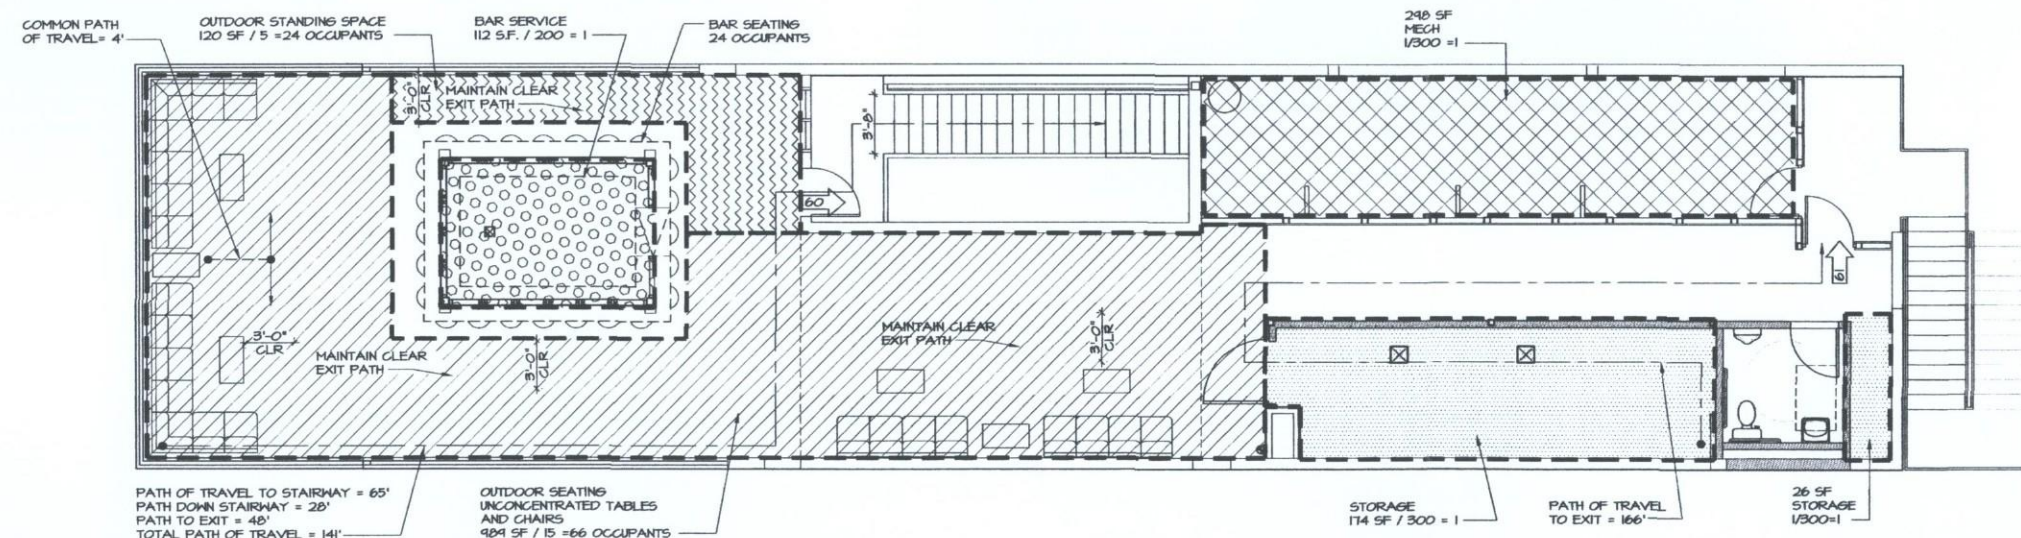 COMMON PATH
OF TRAVEL= 4'
OUTDOOR STANDING SPACE
120 SF / 5 =24 OCCUPANTS
BAR SERVICE
112 S.F. / 200 = 1
BAR SEATING
24 OCCUPANTS
298 SF
MECH
1/300 =1
3'-0"
CLR
MAINTAIN CLEAR
EXIT PATH
3'-8"
60
61
3'-0"
CLR
MAINTAIN CLEAR
EXIT PATH
3'-0"
CLR
MAINTAIN CLEAR
EXIT PATH
3'-0"
CLR
PATH OF TRAVEL TO STAIRWAY = 65'
PATH DOWN STAIRWAY = 28'
PATH TO EXIT = 48'
TOTAL PATH OF TRAVEL = 141'
OUTDOOR SEATING
UNCONCENTRATED TABLES
AND CHAIRS
989 SF / 15 =66 OCCUPANTS
STORAGE
174 SF / 300 = 1
PATH OF TRAVEL
TO EXIT = 166'
26 SF
STORAGE
1/300=1